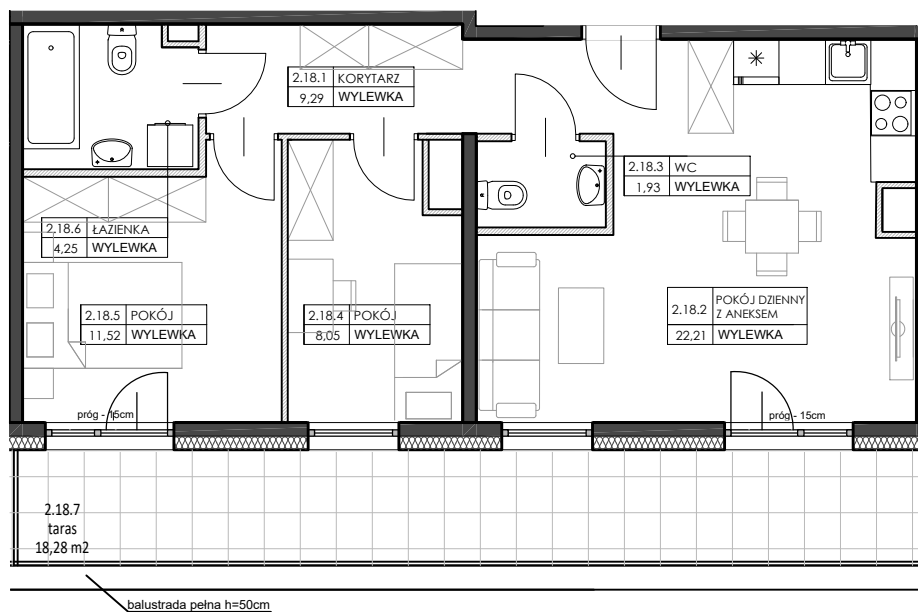 2.18.1 KORYTARZ
9,29 WYLEWKA
2.18.3 WC
1,93 WYLEWKA
2.18.6 ŁAZIENKA
4,25 WYLEWKA
2.18.5 POKÓJ
11,52 WYLEWKA
2.18.4 POKÓJ
8,05 WYLEWKA
2.18.2 POKÓJ DZIENNY
Z ANEKSEM
22,21 WYLEWKA
próg - 15cm
próg - 15cm
2.18.7
taras
18,28 m2
balustrada pełna h=50cm